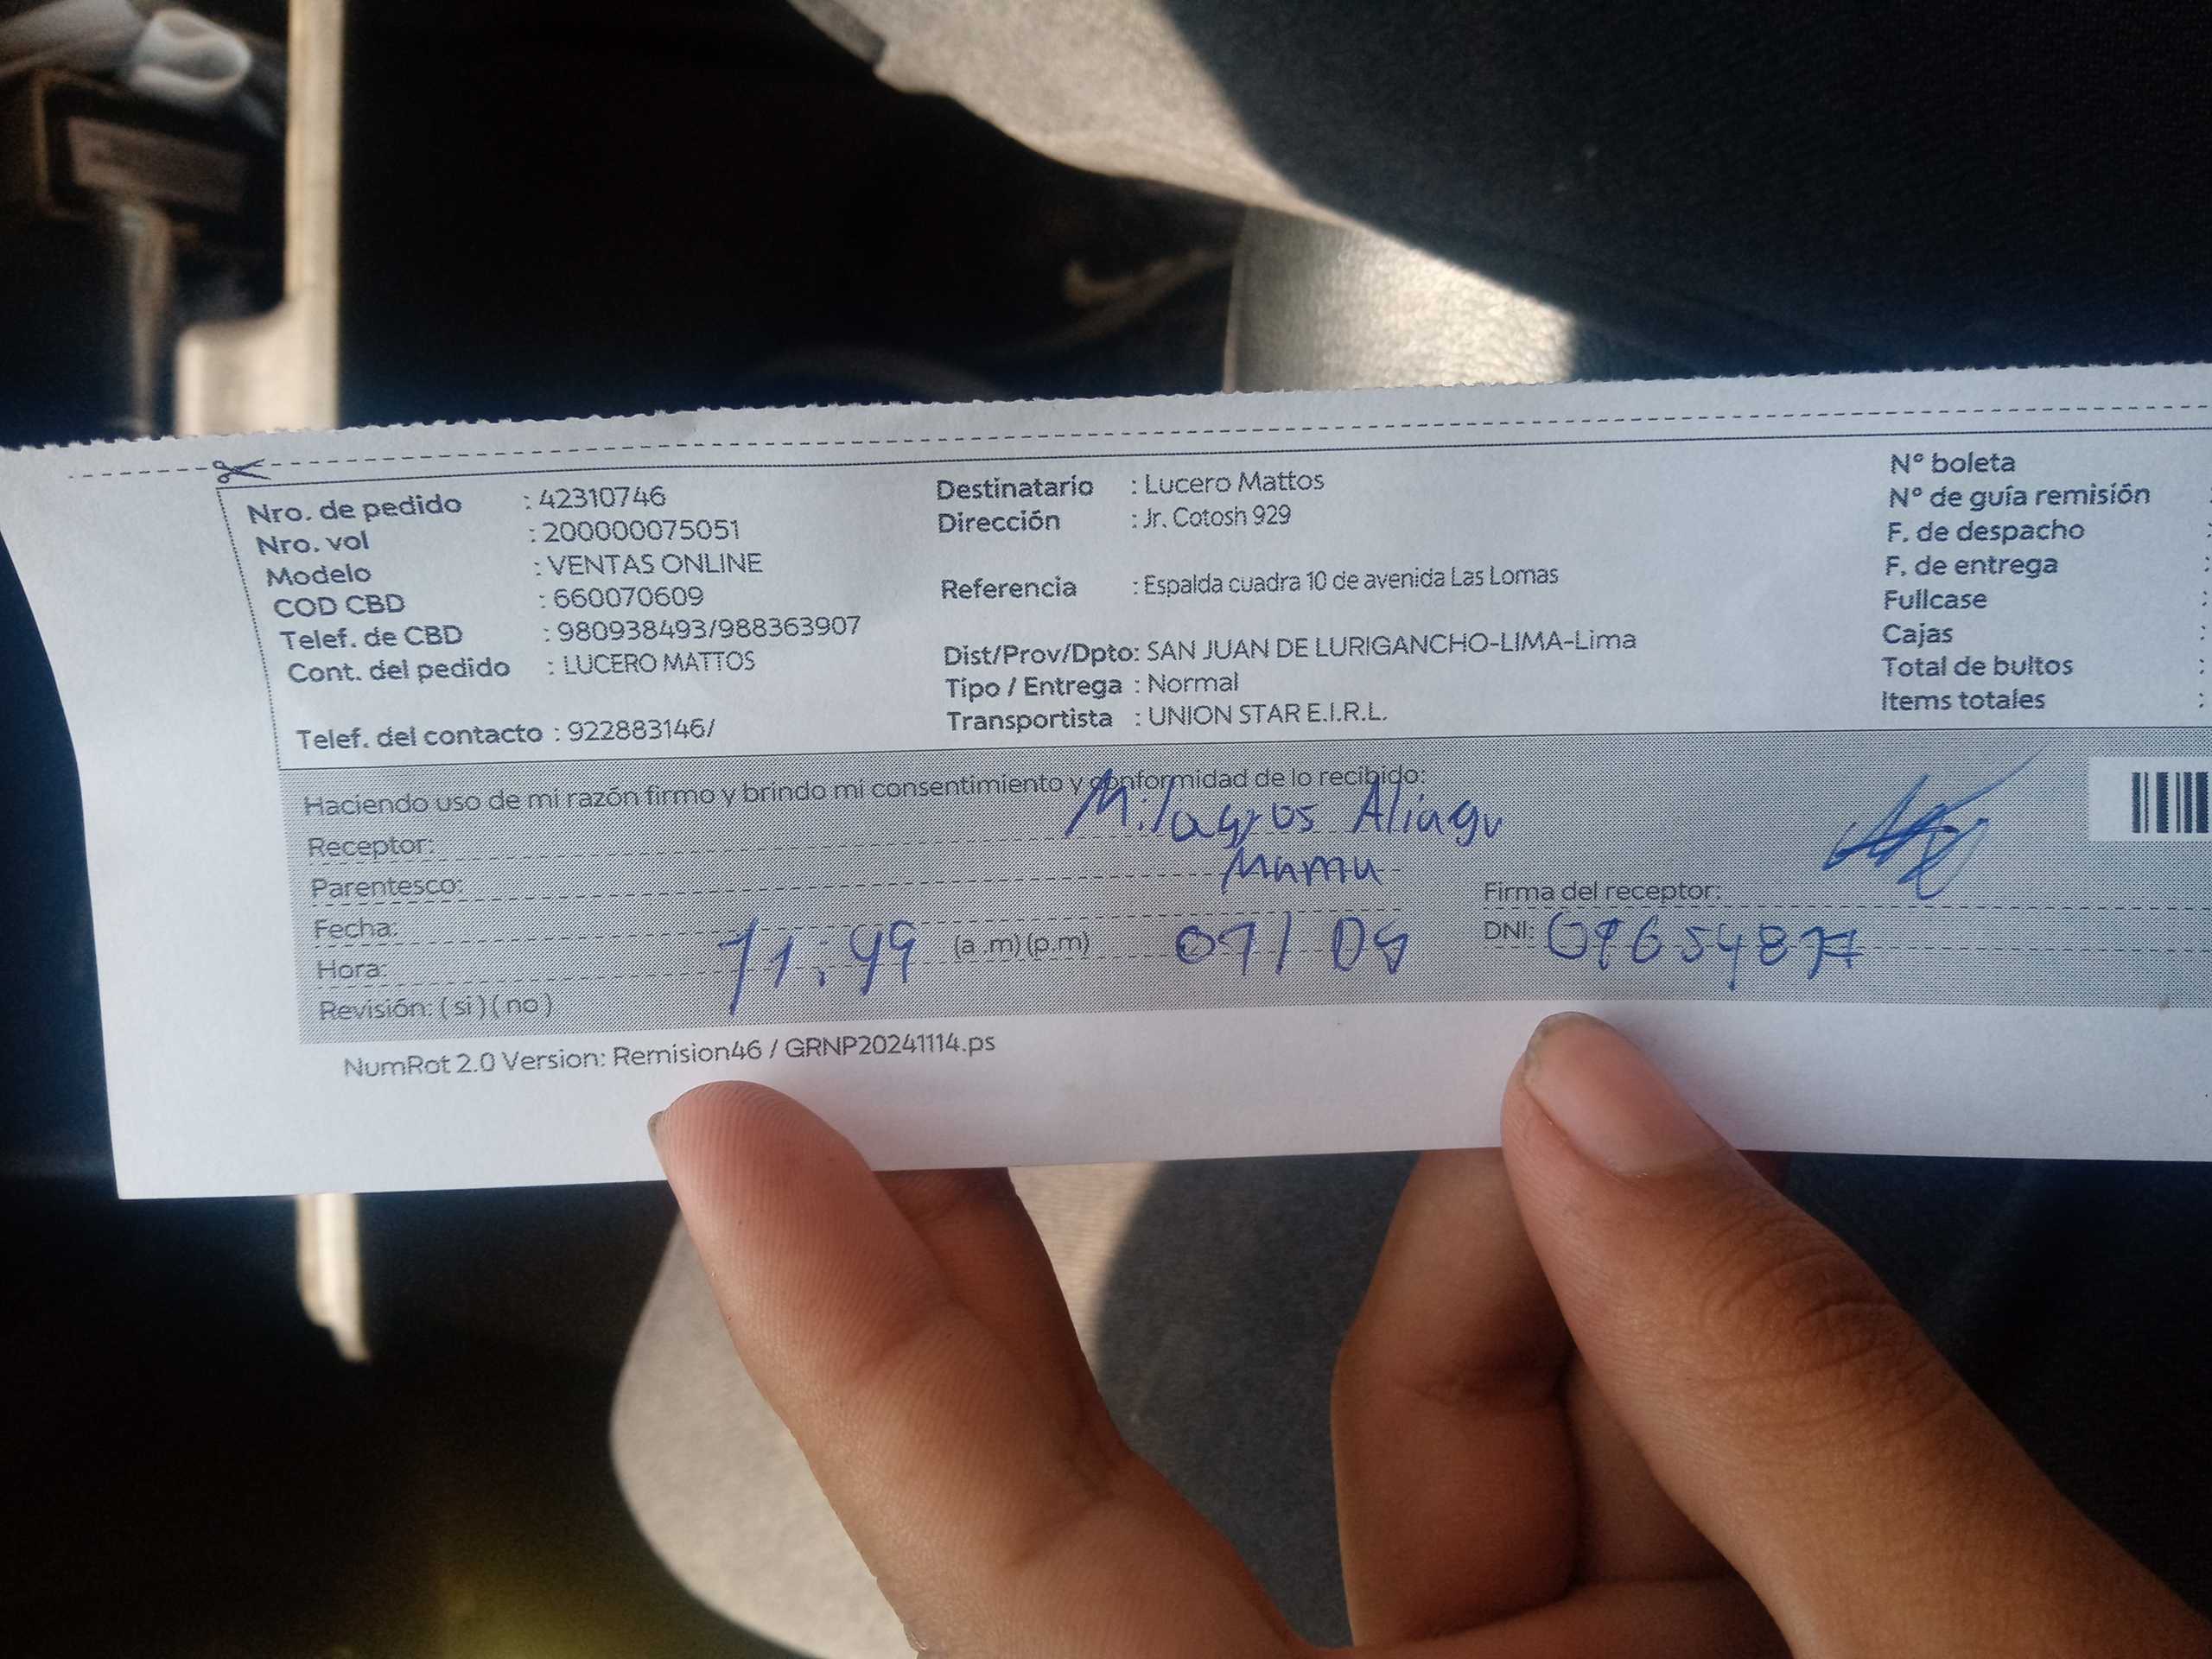 Nro. de pedido : 42310746
Nro. vol : 200000075051
Modelo : VENTAS ONLINE
COD CBD : 660070609
Telef. de CBD : 980938493/988363907
Cont. del pedido : LUCERO MATTOS
Telef. del contacto : 922883146/
Destinatario : Lucero Mattos
Dirección : Jr. Cotosh 929
Referencia : Espalda cuadra 10 de avenida Las Lomas
Dist/Prov/Dpto: SAN JUAN DE LURIGANCHO-LIMA-Lima
Tipo / Entrega : Normal
Transportista : UNION STAR E.I.R.L.
N° boleta
N° de guía remisión :
F. de despacho :
F. de entrega :
Fullcase :
Cajas :
Total de bultos :
Items totales :
Haciendo uso de mi razón firmo y brindo mi consentimiento y conformidad de lo recibido:
Receptor: Milagros Aliaga
Parentesco: Mama
Fecha:
Hora: 11:49 (a .m) (p.m) 07/05
Revisión: ( si ) ( no )
Firma del receptor:
DNI:
NumRot 2.0 Version: Remision46 / GRNP20241114.ps